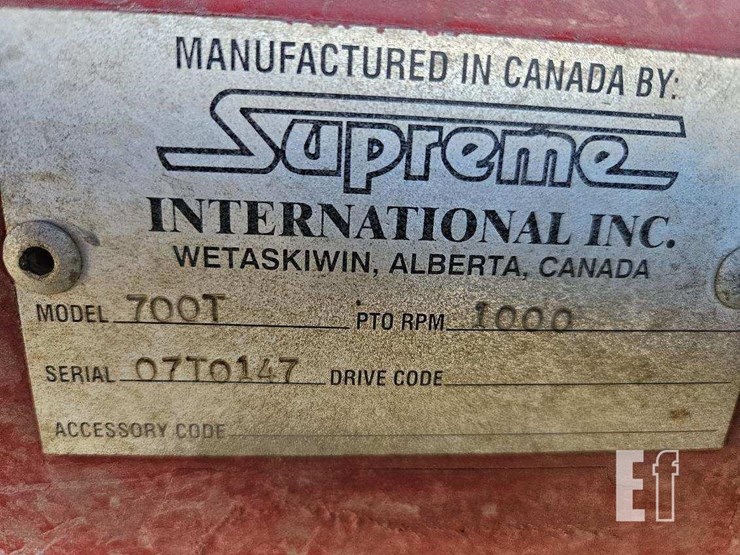 MANUFACTURED IN CANADA BY:
Supreme
INTERNATIONAL INC.
WETASKIWIN, ALBERTA, CANADA
MODEL 700T PTO RPM 1000
SERIAL 07T0147 DRIVE CODE
ACCESSORY CODE
Ef